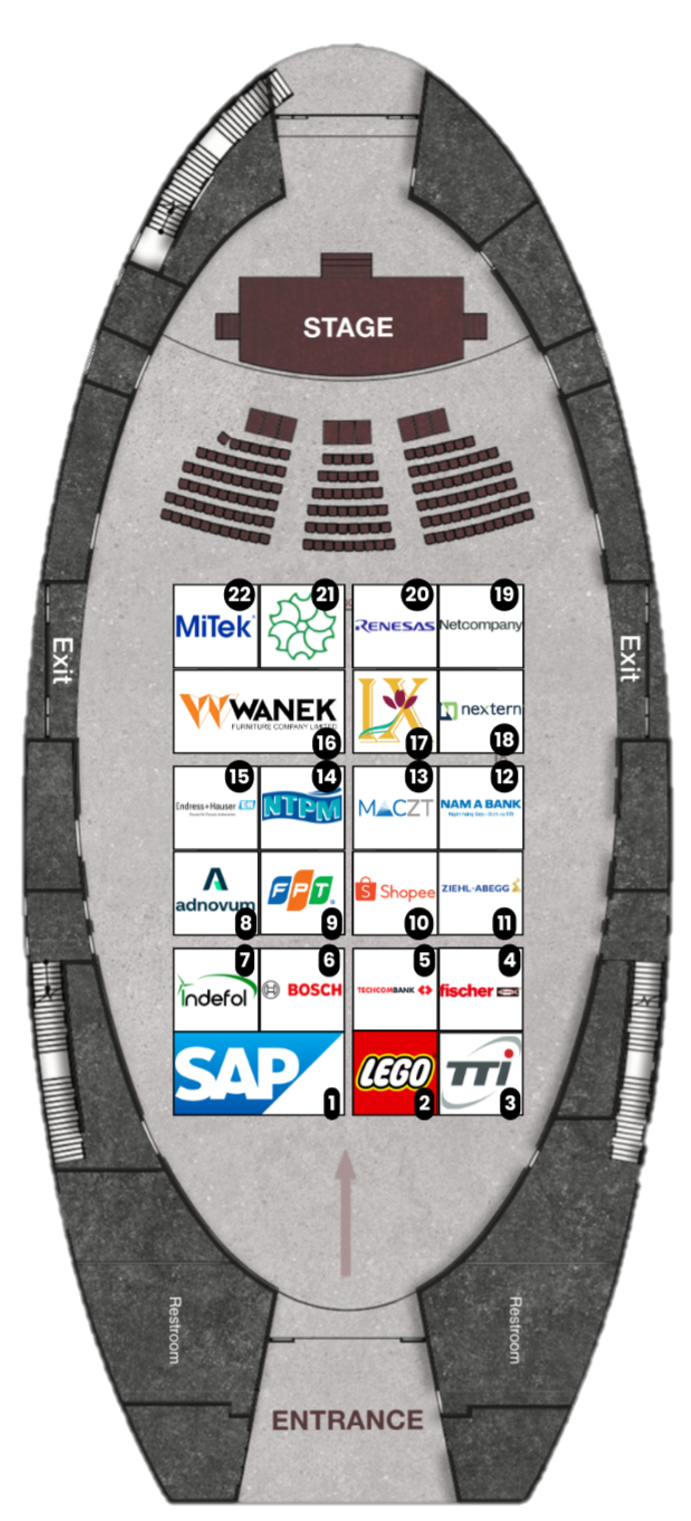 STAGE
Exit
Exit
22
21
20
19
MiTek
RENESAS
Netcompany
WANEK
FURNITURE COMPANY LIMITED
16
LX
17
nextern
18
15
14
13
12
Endress+Hauser EH
NTPM
MACZT
NAM A BANK
adnovum
8
FPT
9
Shopee
10
ZIEHL-ABEGG
11
7
6
5
4
indefol
BOSCH
TECHCOMBANK
fischer
SAP
1
LEGO
2
TTi
3
Restroom
Restroom
ENTRANCE